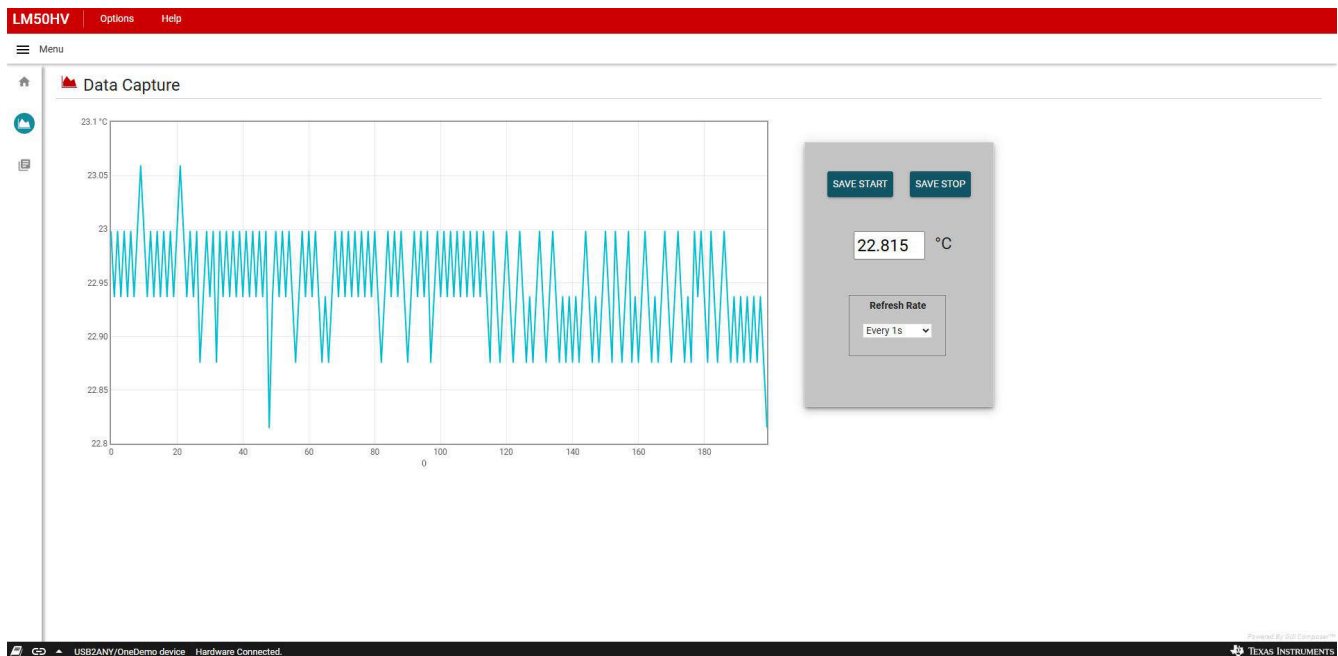 LM50HV Options Help
Menu
Data Capture
23.1 °C
23.05
23
22.95
22.90
22.85
22.8
0 20 40 60 80 100 120 140 160 180
0
SAVE START SAVE STOP
22.815 °C
Refresh Rate
Every 1s
Powered By GUI Composer™
USB2ANY/OneDemo device Hardware Connected.
TEXAS INSTRUMENTS